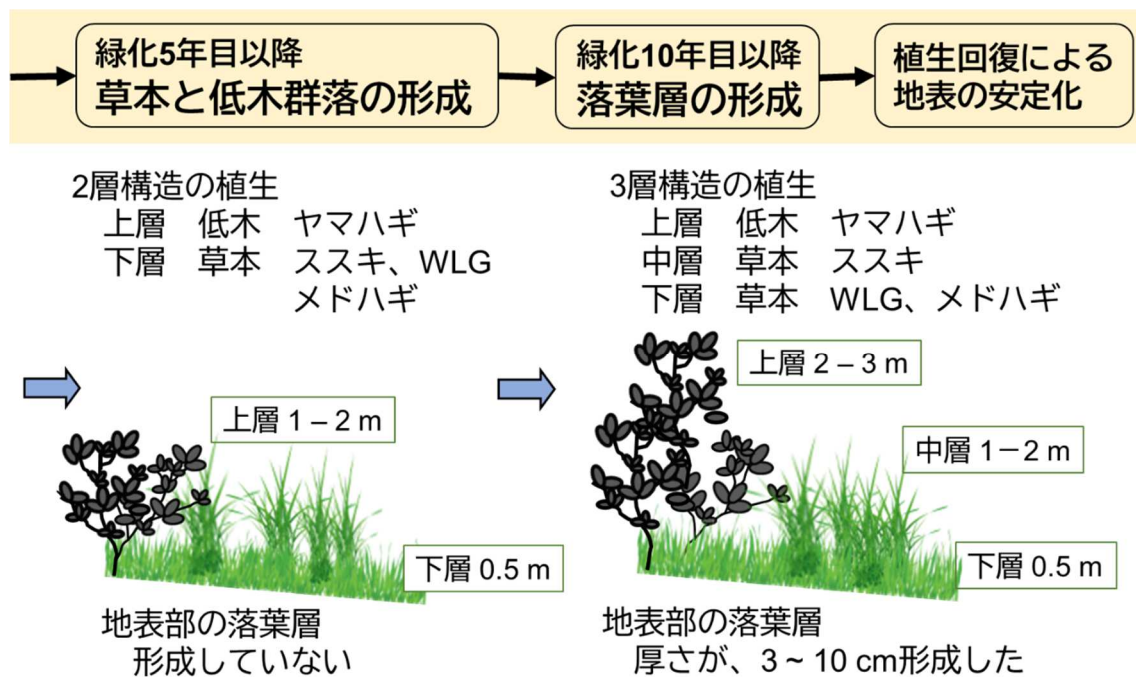 緑化5年目以降
草本と低木群落の形成
緑化10年目以降
落葉層の形成
植生回復による
地表の安定化
2層構造の植生
上層 低木 ヤマハギ
下層 草本 ススキ、WLG
メドハギ
上層 1 – 2 m
下層 0.5 m
地表部の落葉層
形成していない
3層構造の植生
上層 低木 ヤマハギ
中層 草本 ススキ
下層 草本 WLG、メドハギ
上層 2 – 3 m
中層 1－2 m
下層 0.5 m
地表部の落葉層
厚さが、3 ~ 10 cm形成した